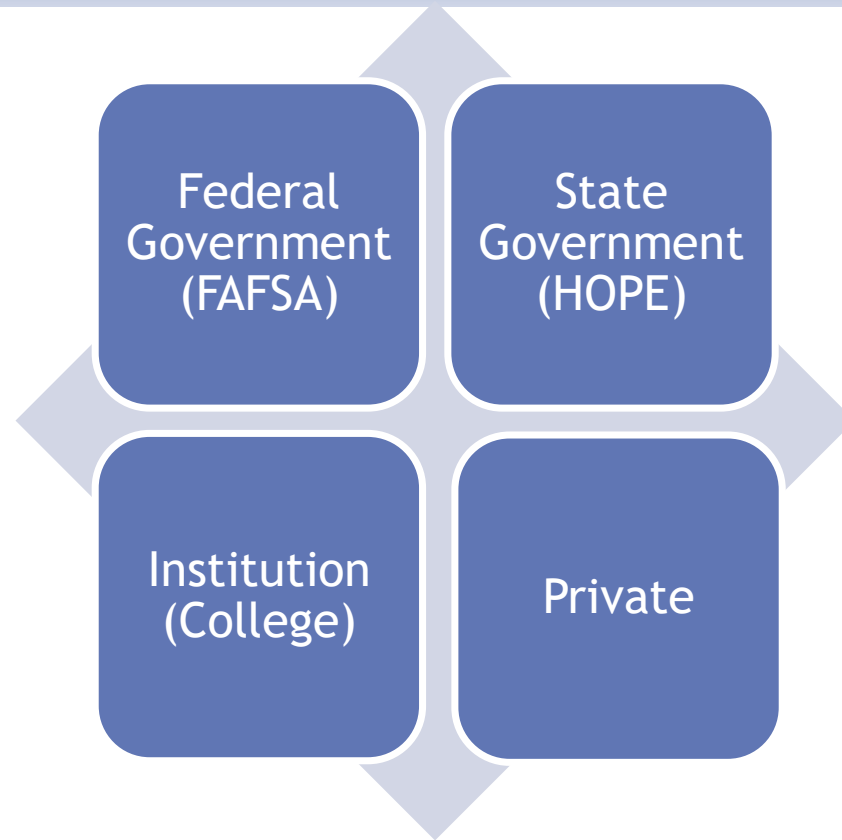 Federal
Government
(FAFSA)
State
Government
(HOPE)
Institution
(College)
Private